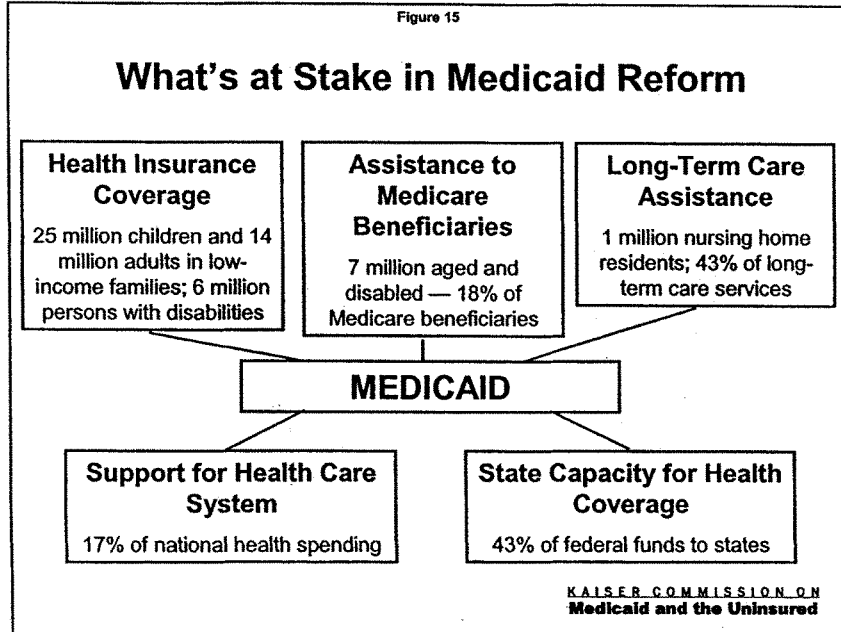 Figure 15
What's at Stake in Medicaid Reform
Health Insurance
Coverage
25 million children and 14
million adults in low-
income families; 6 million
persons with disabilities
Assistance to
Medicare
Beneficiaries
7 million aged and
disabled — 18% of
Medicare beneficiaries
Long-Term Care
Assistance
1 million nursing home
residents; 43% of long-
term care services
MEDICAID
Support for Health Care
System
17% of national health spending
State Capacity for Health
Coverage
43% of federal funds to states
KAISER COMMISSION ON
Medicaid and the Uninsured